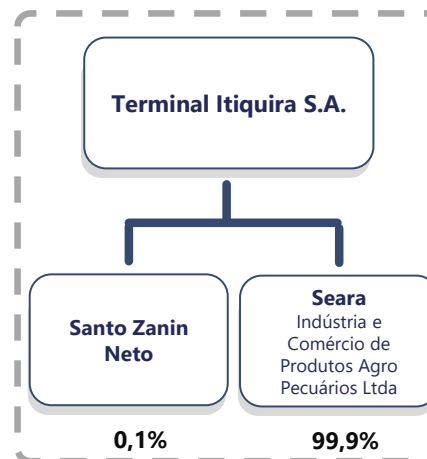 Terminal Itiquira S.A.
Santo Zanin
Neto
Seara
Indústria e
Comércio de
Produtos Agro
Pecuários Ltda
0,1%
99,9%